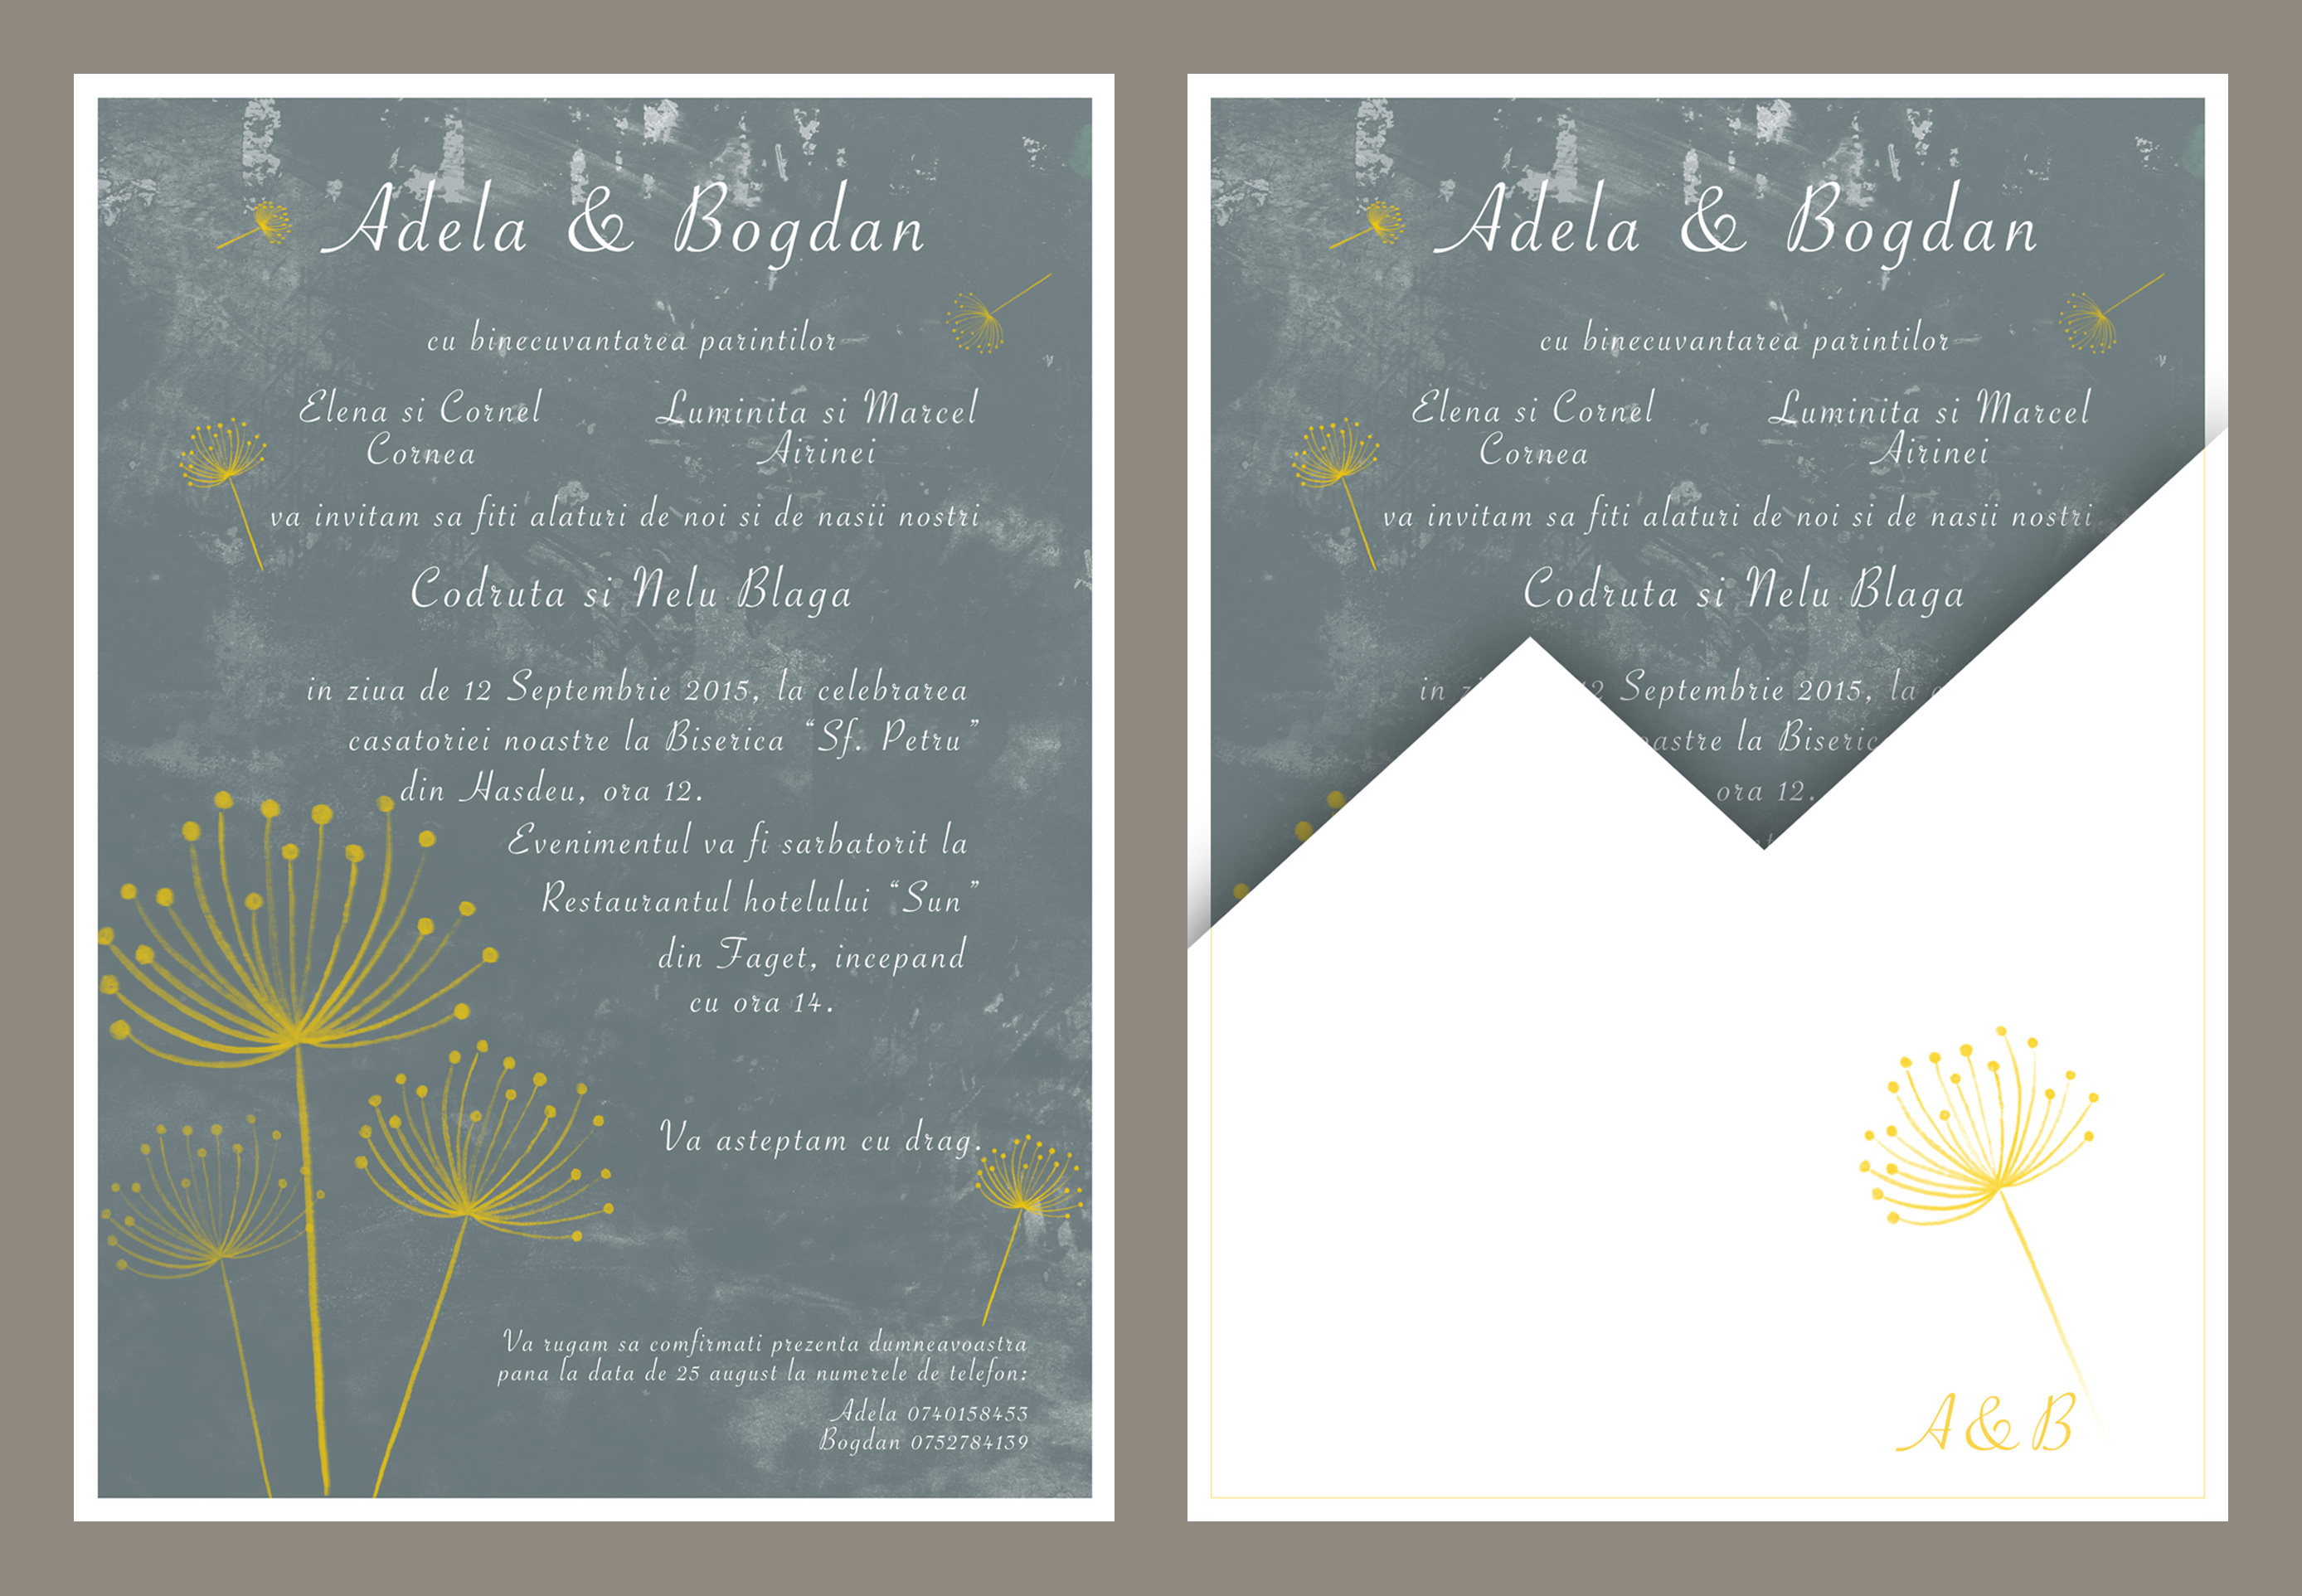 Adela & Bogdan
cu binecuvantarea parintilor
Elena si Cornel
Cornea
Luminita si Marcel
Airinei
va invitam sa fiti alaturi de noi si de nasii nostri
Codruta si Nelu Blaga
in ziua de 12 Septembrie 2015, la celebrarea
casatoriei noastre la Biserica “Sf. Petru”
din Hasdeu, ora 12.
Evenimentul va fi sarbatorit la
Restaurantul hotelului “Sun”
din Faget, incepand
cu ora 14.
Va asteptam cu drag.
Va rugam sa comfirmati prezenta dumneavoastra
pana la data de 25 august la numerele de telefon:
Adela 0740158453
Bogdan 0752784139
Adela & Bogdan
cu binecuvantarea parintilor
Elena si Cornel
Cornea
Luminita si Marcel
Airinei
va invitam sa fiti alaturi de noi si de nasii nostri
Codruta si Nelu Blaga
in 12 Septembrie 2015, la
astre la Biseric
ora 12.
A & B